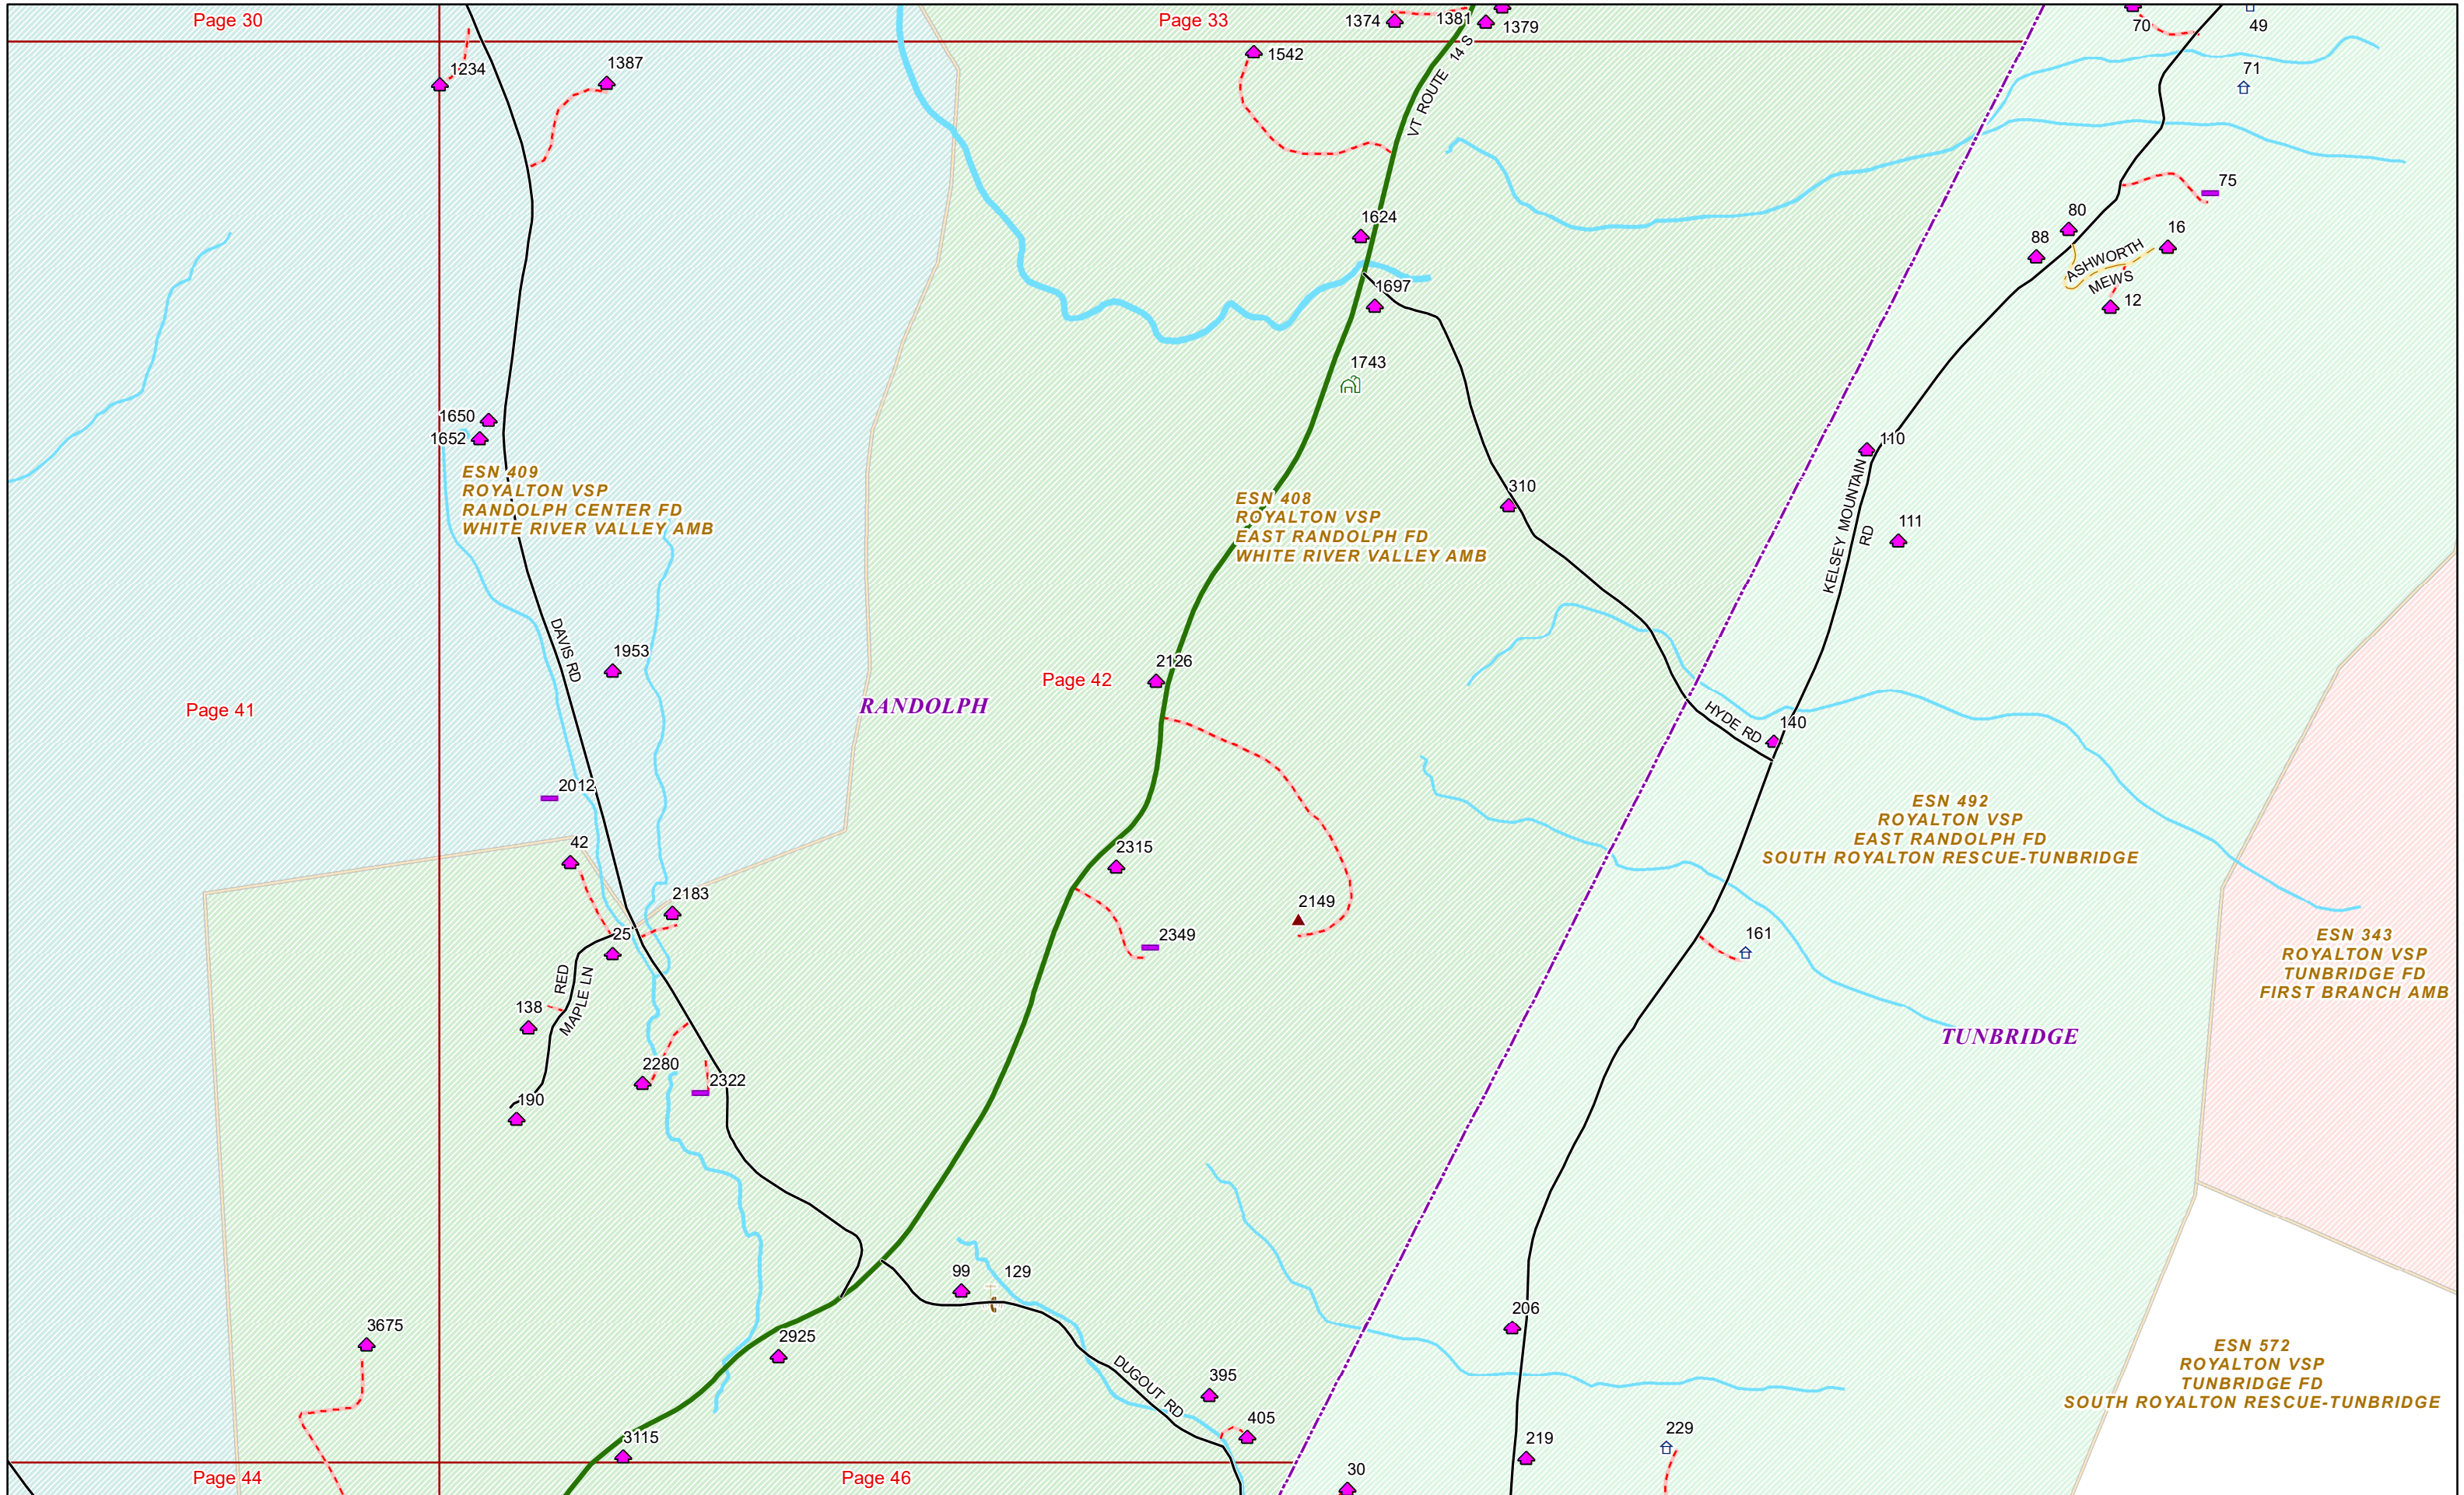 Page 30
Page 33
1374
1381
1379
70
49
1234
1387
1542
VT ROUTE 14 S
71
75
1624
80
88
16
ASHWORTH
MEWS
12
1697
1743
1650
1652
110
ESN 409
ROYALTON VSP
RANDOLPH CENTER FD
WHITE RIVER VALLEY AMB
ESN 408
ROYALTON VSP
EAST RANDOLPH FD
WHITE RIVER VALLEY AMB
310
KELSEY MOUNTAIN
RD
111
DAVIS RD
1953
2126
Page 42
Page 41
RANDOLPH
HYDE RD
140
2012
ESN 492
ROYALTON VSP
EAST RANDOLPH FD
SOUTH ROYALTON RESCUE-TUNBRIDGE
42
2315
2183
2149
25
2349
161
ESN 343
ROYALTON VSP
TUNBRIDGE FD
FIRST BRANCH AMB
RED
MAPLE LN
138
TUNBRIDGE
2280
2322
190
99
129
206
3675
2925
ESN 572
ROYALTON VSP
TUNBRIDGE FD
SOUTH ROYALTON RESCUE-TUNBRIDGE
DUGOUT RD
395
405
229
3115
219
Page 44
Page 46
30